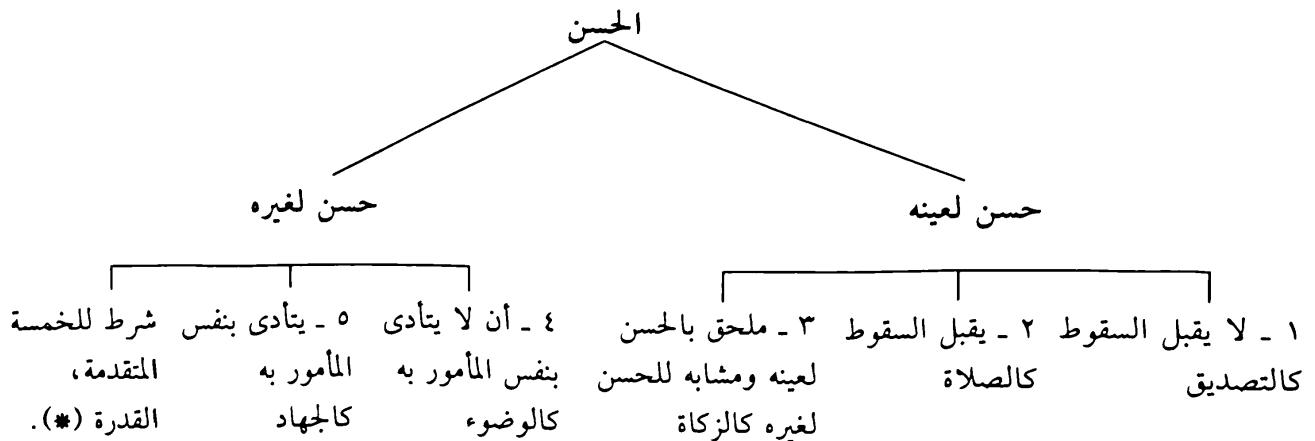 الحسن
حسن لعينه
حسن لغيره
١ - لا يقبل السقوط
كالتصديق
٢ - يقبل السقوط
كالصلاة
٣ - ملحق بالحسن
لعينه ومشابه للحسن
لغيره كالزكاة
٤ - أن لا يتأدى
بنفس المأمور به
كالوضوء
٥ - يتأدى بنفس
المأمور به
كالجهاد
شرط للخمسة
المتقدمة،
القدرة (*).